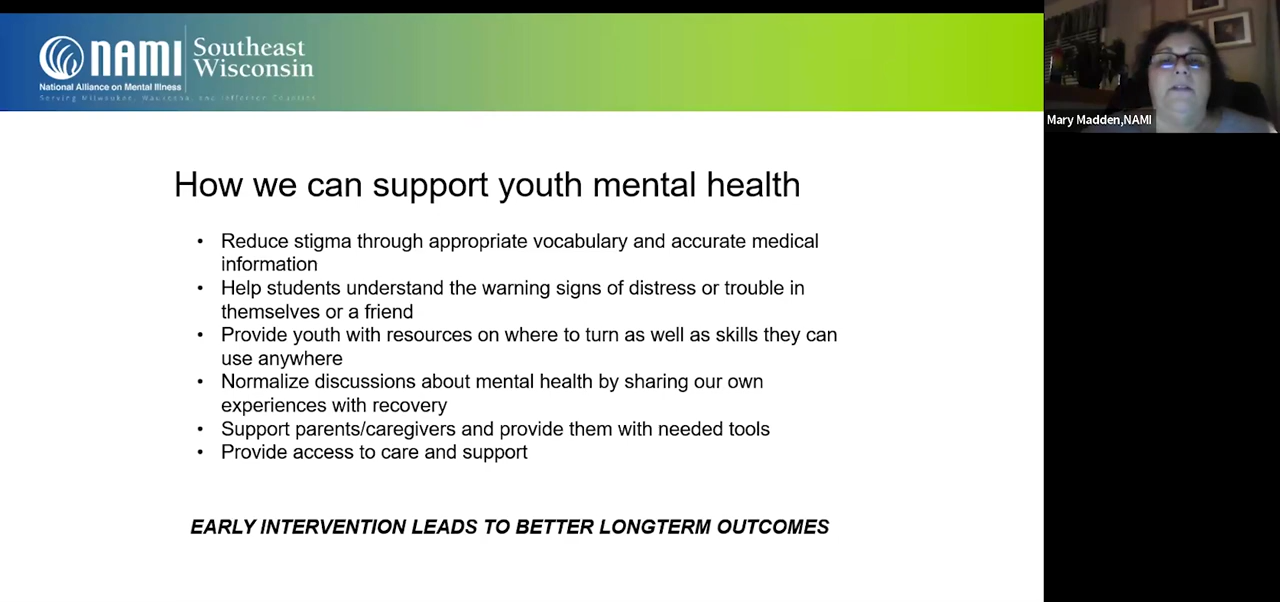 NAMI
Southeast
Wisconsin
National Alliance on Mental Illness
Serving Milwaukee, Waukesha, and Jefferson Counties
Mary Madden,NAMI
How we can support youth mental health
• Reduce stigma through appropriate vocabulary and accurate medical
information
• Help students understand the warning signs of distress or trouble in
themselves or a friend
• Provide youth with resources on where to turn as well as skills they can
use anywhere
• Normalize discussions about mental health by sharing our own
experiences with recovery
• Support parents/caregivers and provide them with needed tools
• Provide access to care and support
EARLY INTERVENTION LEADS TO BETTER LONGTERM OUTCOMES